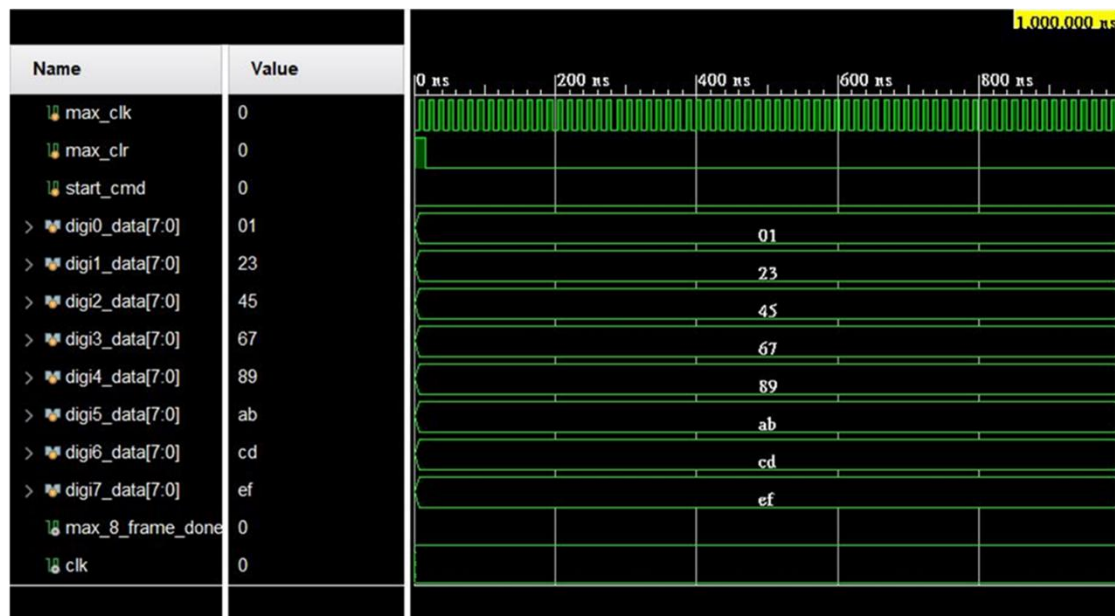 1,000.000 ns
Name Value
0 ns 200 ns 400 ns 600 ns 800 ns
max_clk 0
max_clr 0
start_cmd 0
digi0_data[7:0] 01 01
digi1_data[7:0] 23 23
digi2_data[7:0] 45 45
digi3_data[7:0] 67 67
digi4_data[7:0] 89 89
digi5_data[7:0] ab ab
digi6_data[7:0] cd cd
digi7_data[7:0] ef ef
max_8_frame_done 0
clk 0